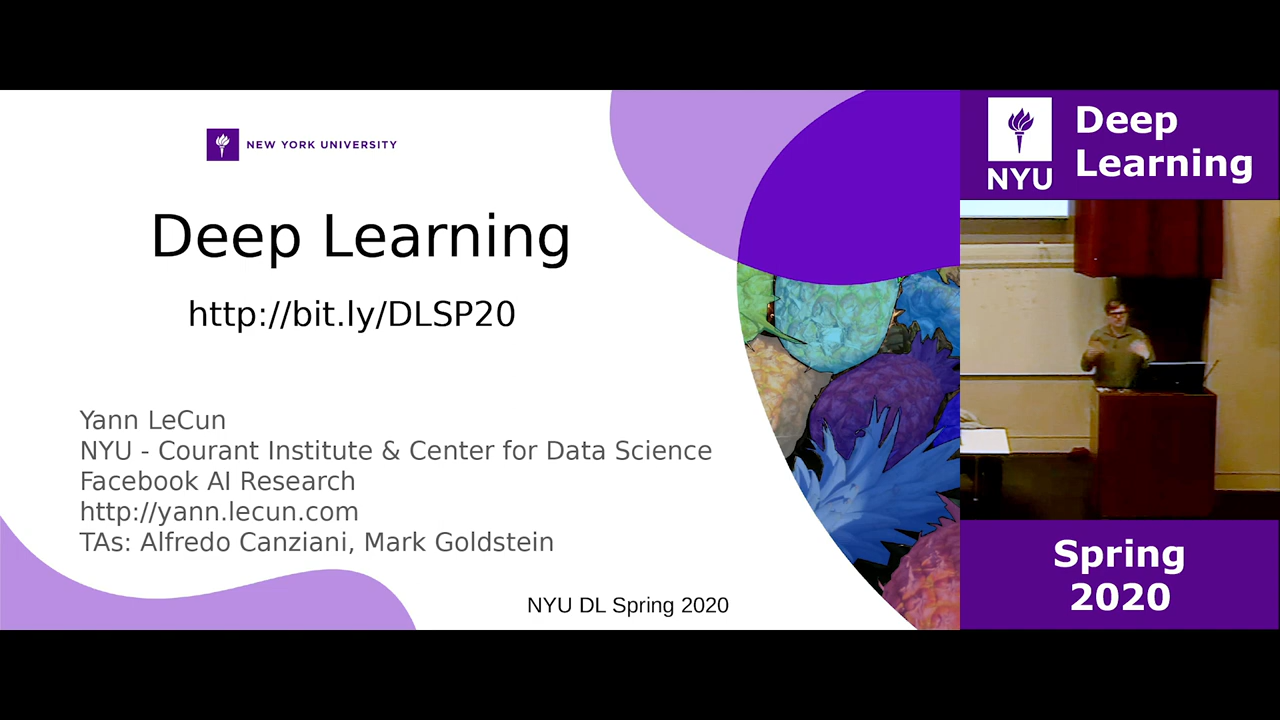 NEW YORK UNIVERSITY
Deep Learning
http://bit.ly/DLSP20
Yann LeCun
NYU - Courant Institute & Center for Data Science
Facebook AI Research
http://yann.lecun.com
TAs: Alfredo Canziani, Mark Goldstein
NYU DL Spring 2020
NYU
Deep
Learning
Spring
2020